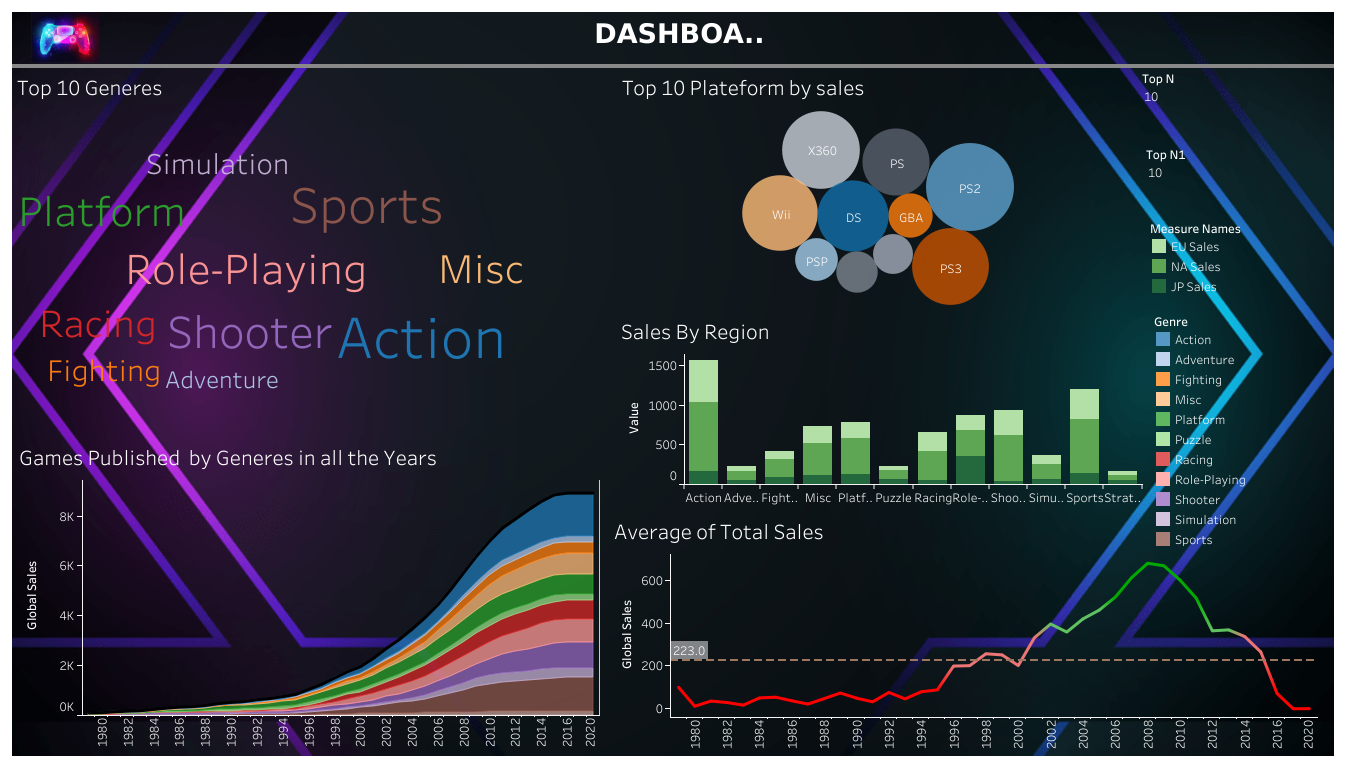 DASHBOA..
Top 10 Generes
Simulation
Platform
Sports
Role-Playing
Misc
Racing
Shooter
Action
Fighting
Adventure
Top 10 Plateform by sales
X360
PS
PS2
Wii
DS
GBA
PSP
PS3
Top N
10
Top N1
10
Measure Names
EU Sales
NA Sales
JP Sales
Genre
Action
Adventure
Fighting
Misc
Platform
Puzzle
Racing
Role-Playing
Shooter
Simulation
Sports
Sales By Region
Value
1500
1000
500
0
Action Adve.. Fight.. Misc Platf.. Puzzle Racing Role-.. Shoo.. Simu.. Sports Strat..
Games Published by Generes in all the Years
Global Sales
8K
6K
4K
2K
0K
1980 1982 1984 1986 1988 1990 1992 1994 1996 1998 2000 2002 2004 2006 2008 2010 2012 2014 2016 2020
Average of Total Sales
Global Sales
600
400
223.0
200
0
1980 1982 1984 1986 1988 1990 1992 1994 1996 1998 2000 2002 2004 2006 2008 2010 2012 2014 2016 2020